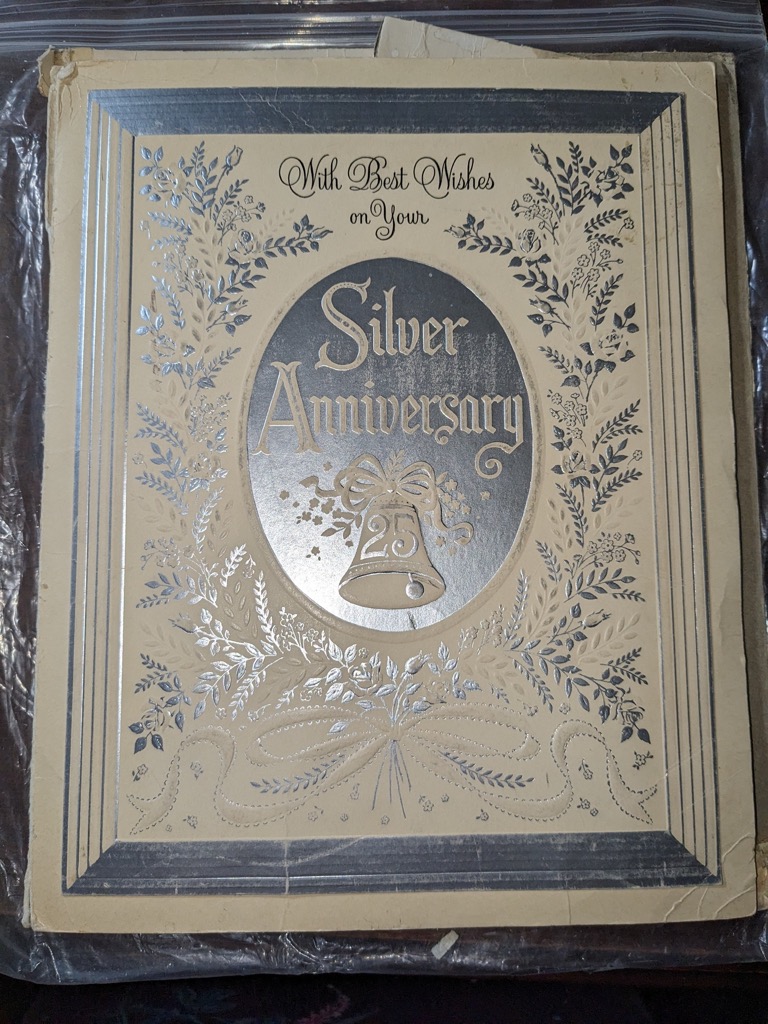 With Best Wishes
on Your
Silver
Anniversary
25